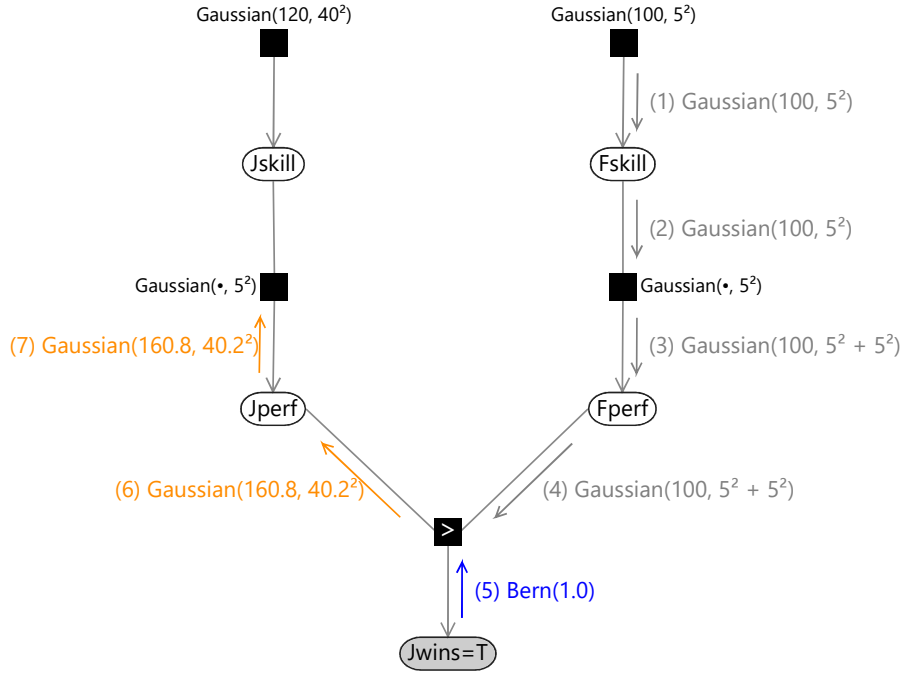 Gaussian(120, 40²)
Gaussian(100, 5²)
(1) Gaussian(100, 5²)
Jskill
Fskill
(2) Gaussian(100, 5²)
Gaussian(•, 5²)
Gaussian(•, 5²)
(7) Gaussian(160.8, 40.2²)
(3) Gaussian(100, 5² + 5²)
Jperf
Fperf
(6) Gaussian(160.8, 40.2²)
(4) Gaussian(100, 5² + 5²)
>
(5) Bern(1.0)
Jwins=T